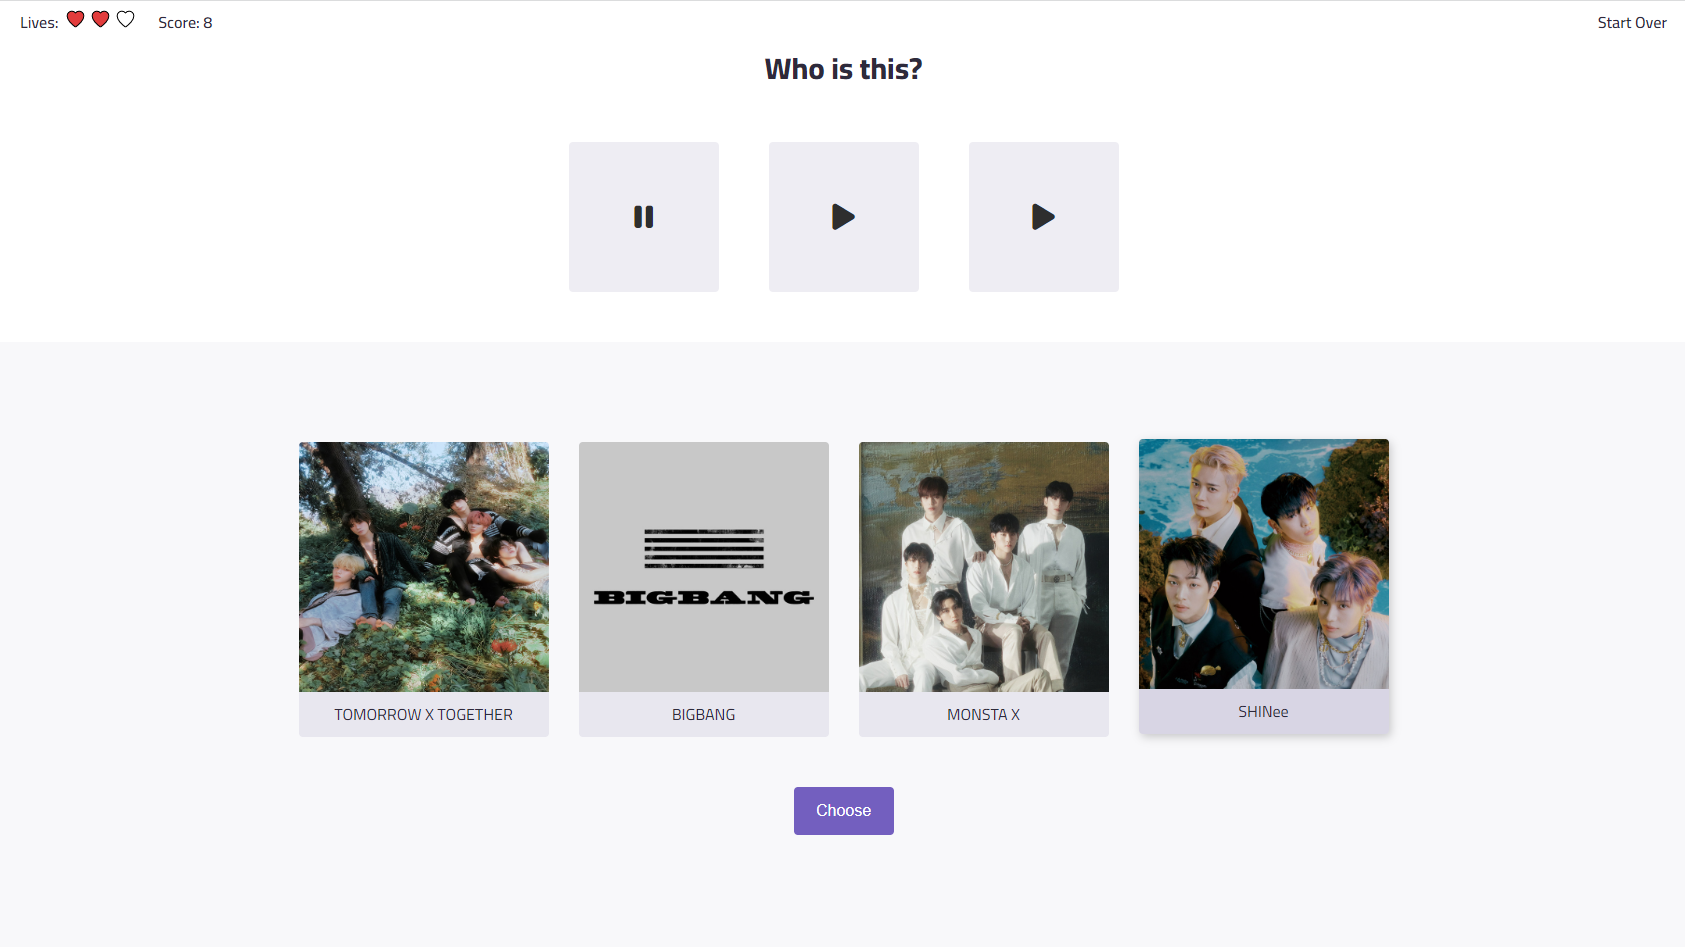 Lives:
Score: 8
Start Over
Who is this?
BIGBANG
TOMORROW X TOGETHER
BIGBANG
MONSTA X
SHINee
Choose